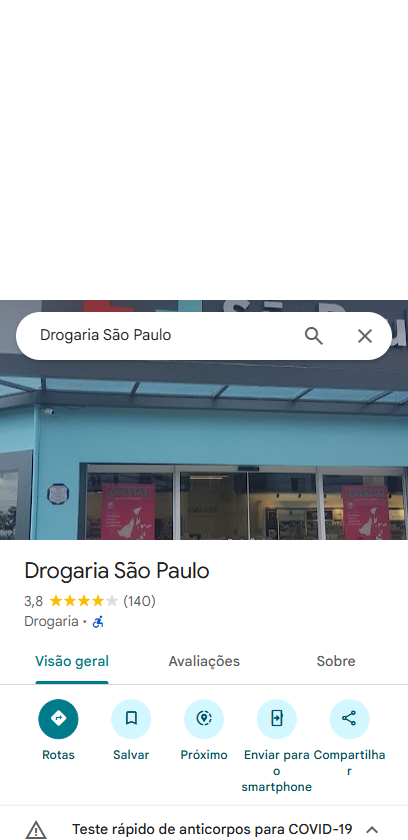 Drogaria São Paulo
Drogaria São Paulo
3,8 (140)
Drogaria ·
Visão geral
Avaliações
Sobre
Rotas
Salvar
Próximo
Enviar para
o
smartphone
Compartilha
r
Teste rápido de anticorpos para COVID-19